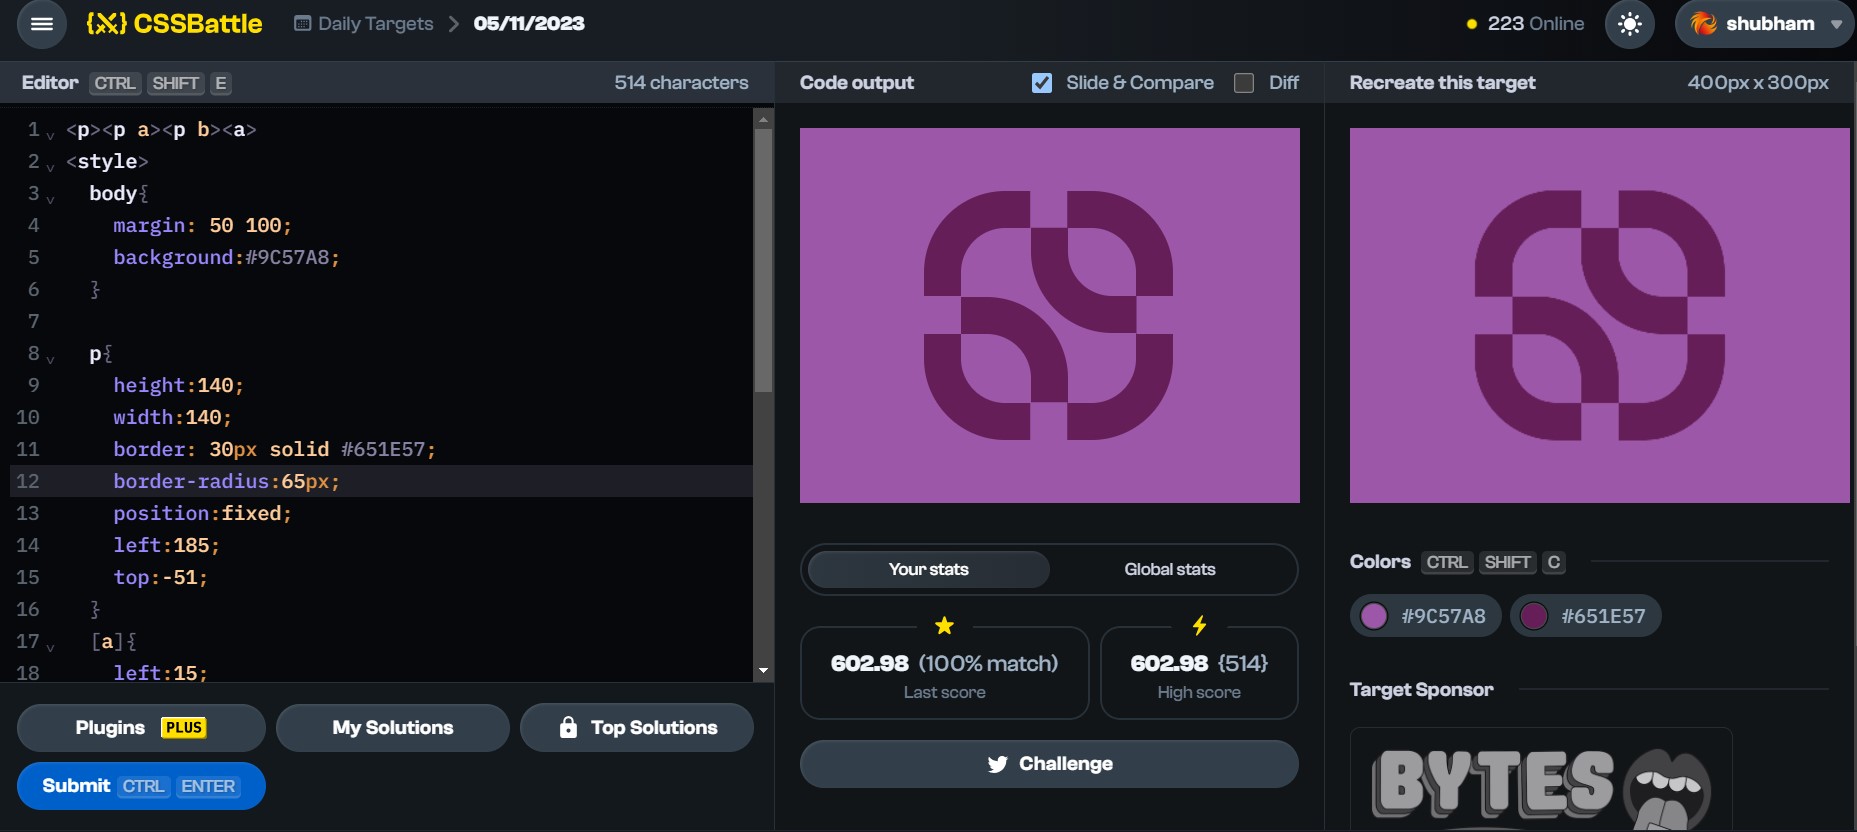 {X} CSSBattle
Daily Targets > 05/11/2023
223 Online
shubham
Editor CTRL SHIFT E
514 characters
1 <p><p a><p b><a>
2 <style>
3 body{
4 margin: 50 100;
5 background:#9C57A8;
6 }
7
8 p{
9 height:140;
10 width:140;
11 border: 30px solid #651E57;
12 border-radius:65px;
13 position:fixed;
14 left:185;
15 top:-51;
16 }
17 [a]{
18 left:15;
Plugins PLUS
My Solutions
Top Solutions
Submit CTRL ENTER
Code output
Slide & Compare
Diff
Your stats
Global stats
602.98 (100% match)
Last score
602.98 {514}
High score
Challenge
Recreate this target
400px x 300px
Colors CTRL SHIFT C
#9C57A8
#651E57
Target Sponsor
BYTES